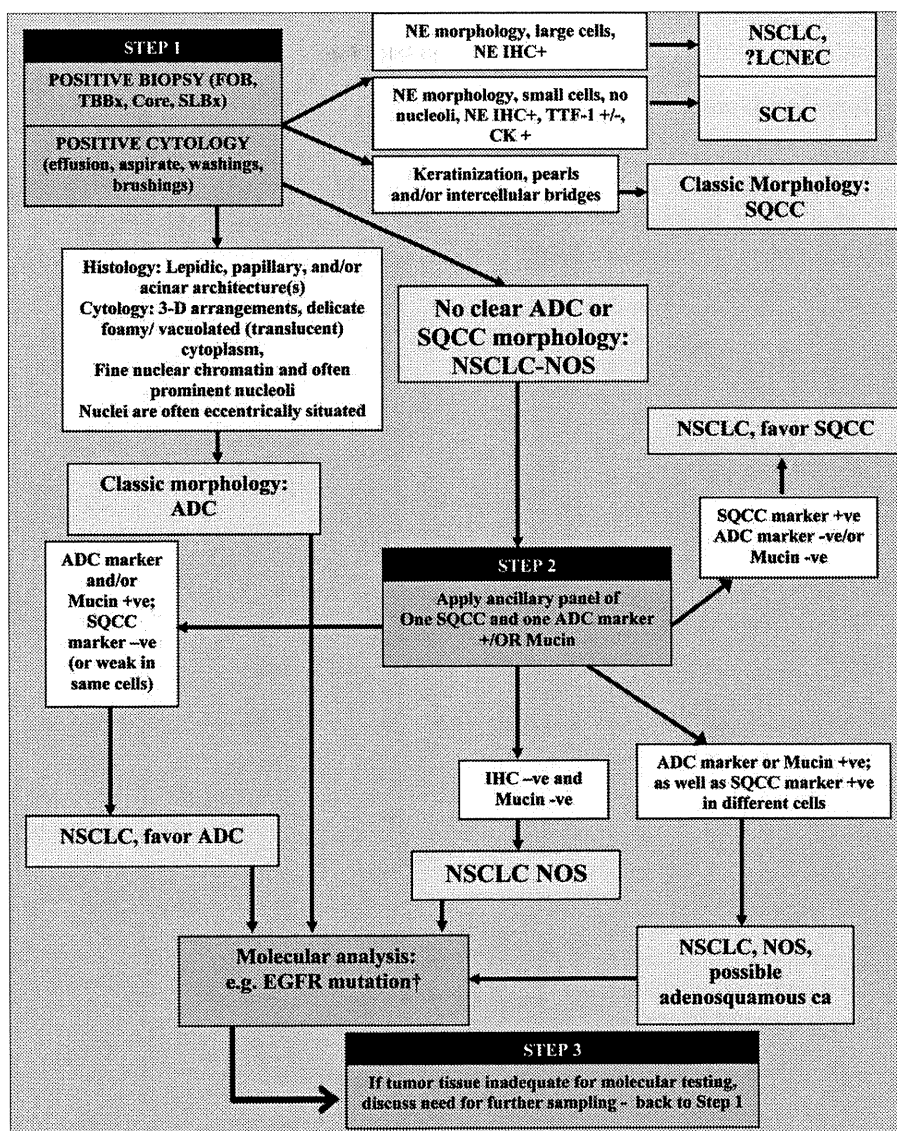 STEP 1
POSITIVE BIOPSY (FOB,
TBBx, Core, SLBx)
POSITIVE CYTOLOGY
(effusion, aspirate, washings,
brushings)
NE morphology, large cells,
NE IHC+
NSCLC,
?LCNEC
NE morphology, small cells, no
nucleoli, NE IHC+, TTF-1 +/-,
CK +
SCLC
Keratinization, pearls
and/or intercellular bridges
Classic Morphology:
SQCC
Histology: Lepidic, papillary, and/or
acinar architecture(s)
Cytology: 3-D arrangements, delicate
foamy/ vacuolated (translucent)
cytoplasm,
Fine nuclear chromatin and often
prominent nucleoli
Nuclei are often eccentrically situated
No clear ADC or
SQCC morphology:
NSCLC-NOS
Classic morphology:
ADC
NSCLC, favor SQCC
SQCC marker +ve
ADC marker -ve/or
Mucin -ve
STEP 2
Apply ancillary panel of
One SQCC and one ADC marker
+/OR Mucin
ADC marker
and/or
Mucin +ve;
SQCC
marker –ve
(or weak in
same cells)
IHC –ve and
Mucin -ve
ADC marker or Mucin +ve;
as well as SQCC marker +ve
in different cells
NSCLC, favor ADC
NSCLC NOS
NSCLC, NOS,
possible
adenosquamous ca
Molecular analysis:
e.g. EGFR mutation†
STEP 3
If tumor tissue inadequate for molecular testing,
discuss need for further sampling - back to Step 1